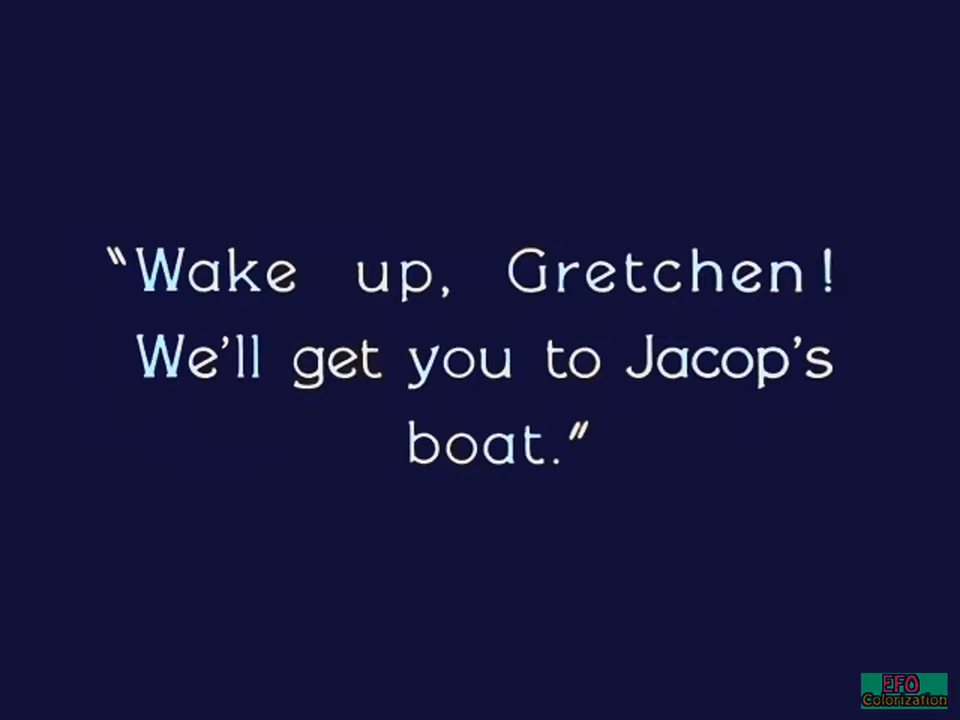 “Wake up, Gretchen!
We’ll get you to Jacop’s
boat.”
EFO
Colorization